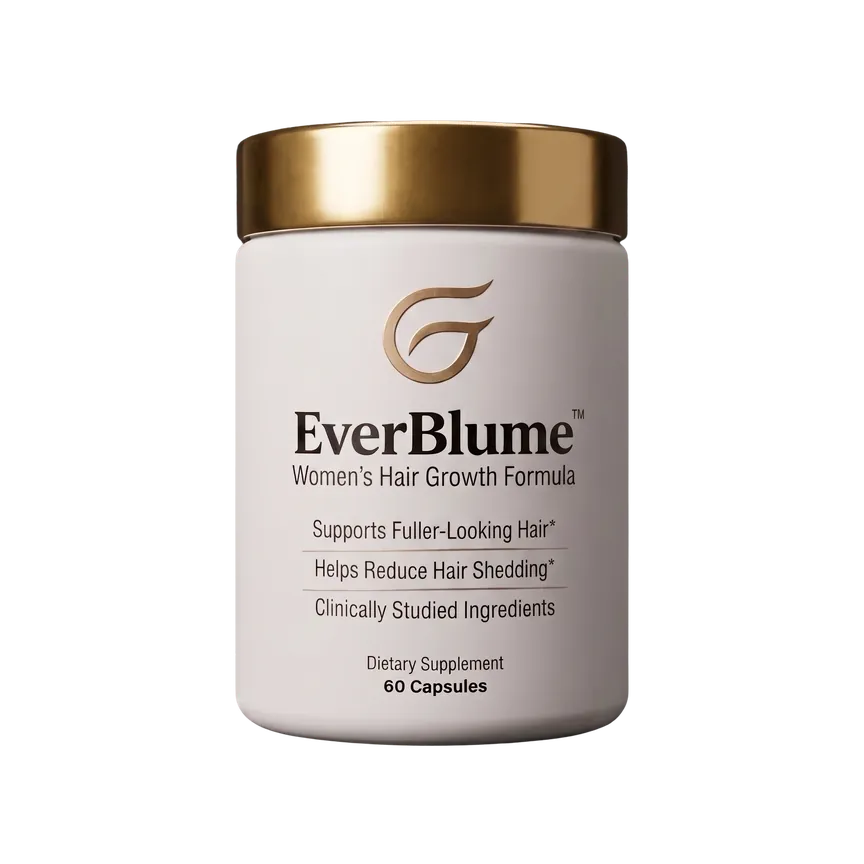 EverBlume™
Women's Hair Growth Formula
Supports Fuller-Looking Hair*
Helps Reduce Hair Shedding*
Clinically Studied Ingredients
Dietary Supplement
60 Capsules